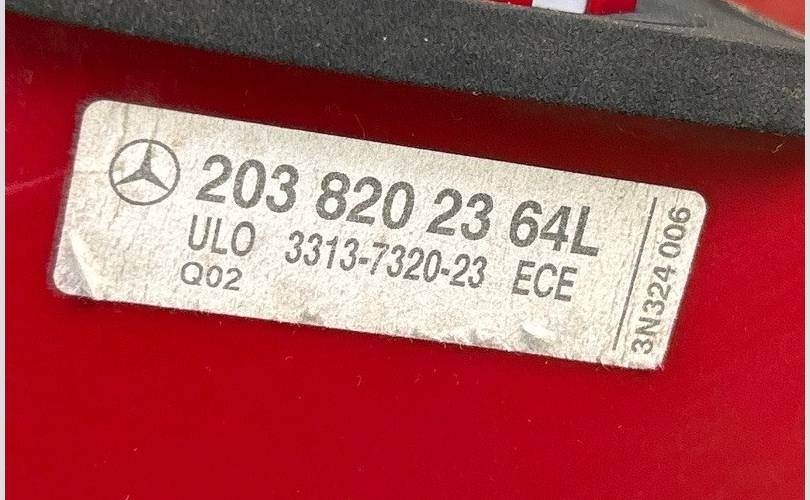 203 820 23 64L
ULO 3313-7320-23 ECE
Q02
3N324 006